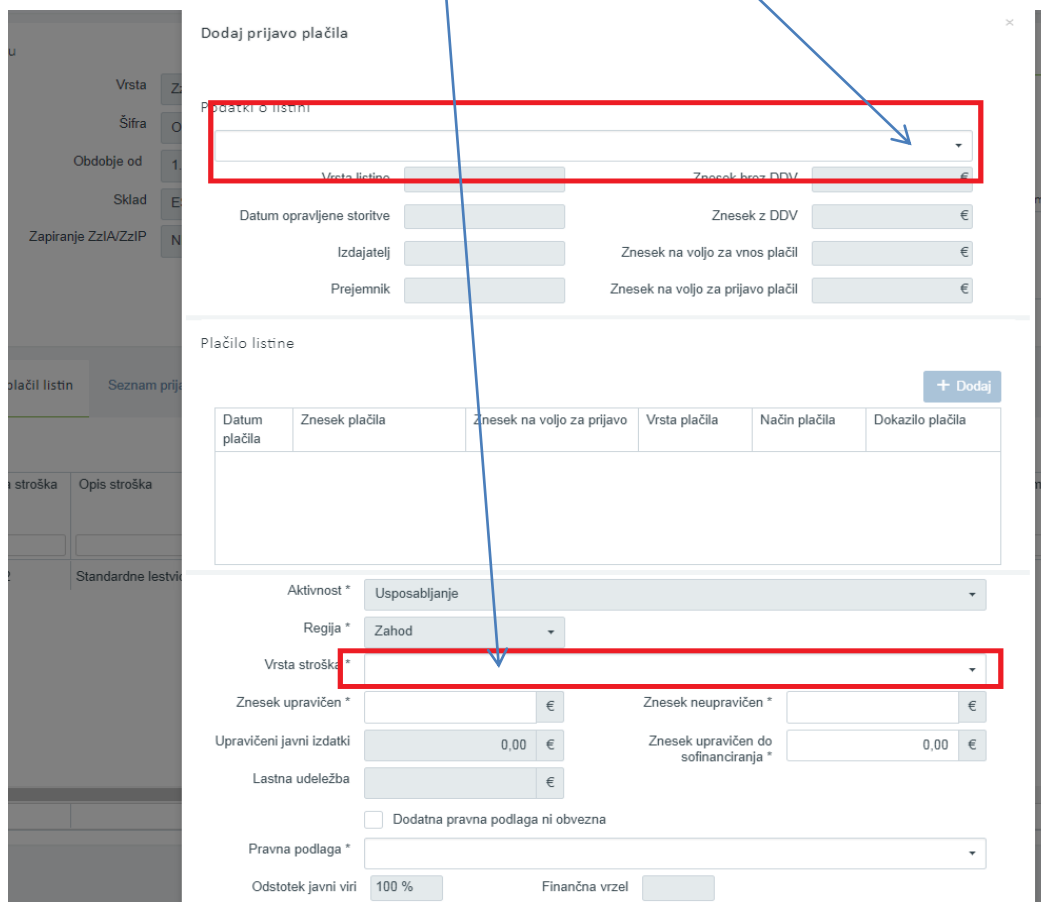 Dodaj prijavo plačila
×
u
Vrsta
Šifra
Obdobje od
1.
Sklad
Zapiranje ZzIA/ZzIP
N
Podatki o listini
Vrsta listine
Znesek brez DDV
€
Datum opravljene storitve
Znesek z DDV
€
Izdajatelj
Znesek na voljo za vnos plačil
€
Prejemnik
Znesek na voljo za prijavo plačil
€
Plačilo listine
plačil listin
Seznam prija
+ Dodaj
Datum plačila
Znesek plačila
Znesek na voljo za prijavo
Vrsta plačila
Način plačila
Dokazilo plačila
a stroška
Opis stroška
2
Standardne lestvic
Aktivnost *
Usposabljanje
Regija *
Zahod
Vrsta stroška *
Znesek upravičen *
€
Znesek neupravičen *
€
Upravičeni javni izdatki
0,00 €
Znesek upravičen do
sofinanciranja *
0,00 €
Lastna udeležba
€
Dodatna pravna podlaga ni obvezna
Pravna podlaga *
Odstotek javni viri
100 %
Finančna vrzel